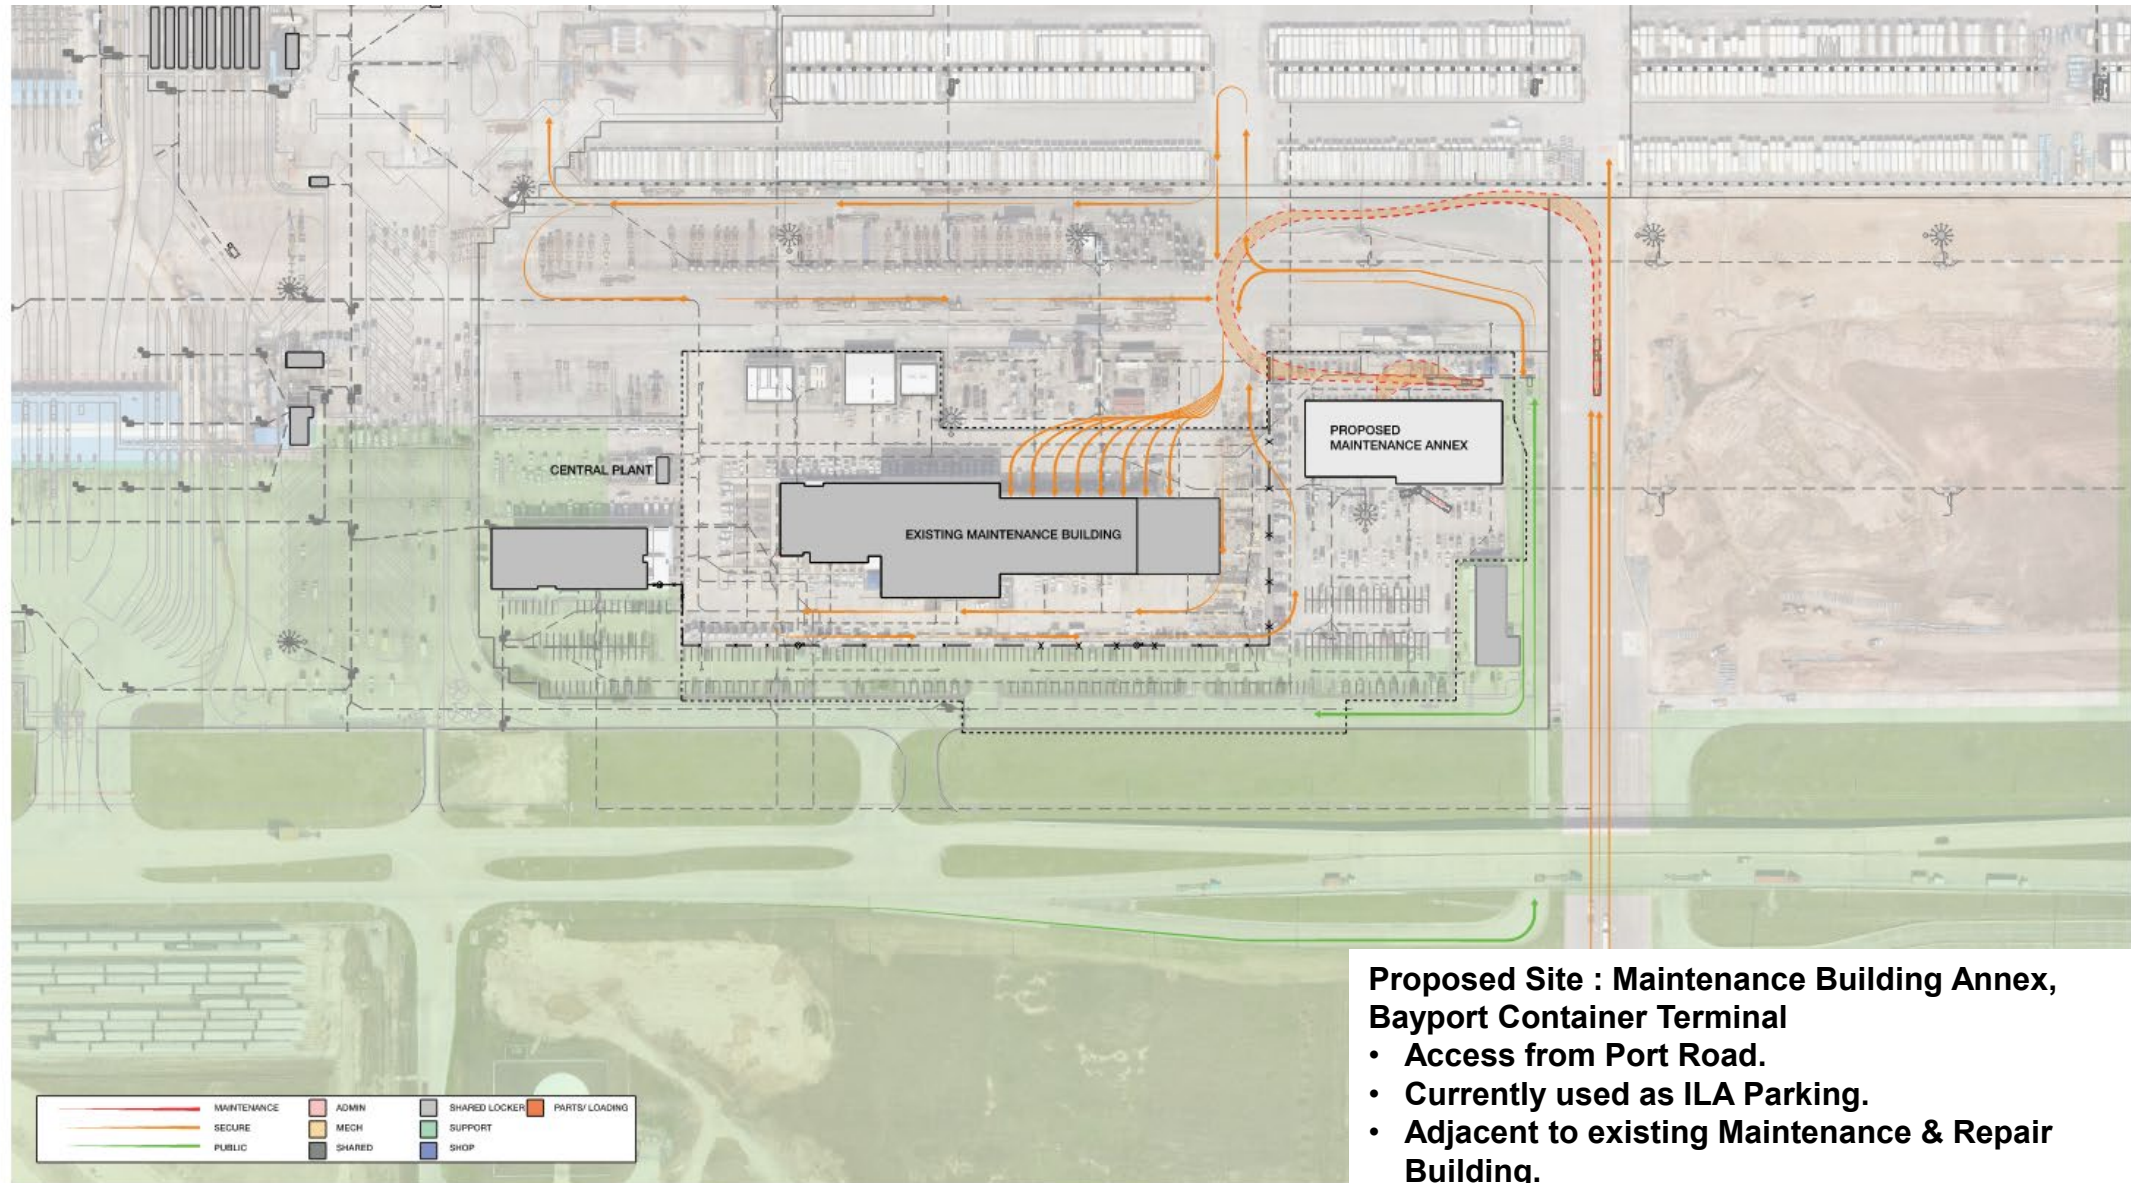 CENTRAL PLANT
EXISTING MAINTENANCE BUILDING
PROPOSED
MAINTENANCE ANNEX
Proposed Site : Maintenance Building Annex,
Bayport Container Terminal
• Access from Port Road.
• Currently used as ILA Parking.
• Adjacent to existing Maintenance & Repair
Building.
MAINTENANCE
SECURE
PUBLIC
ADMIN
MECH
SHARED
SHARED LOCKER
SUPPORT
SHOP
PARTS/ LOADING